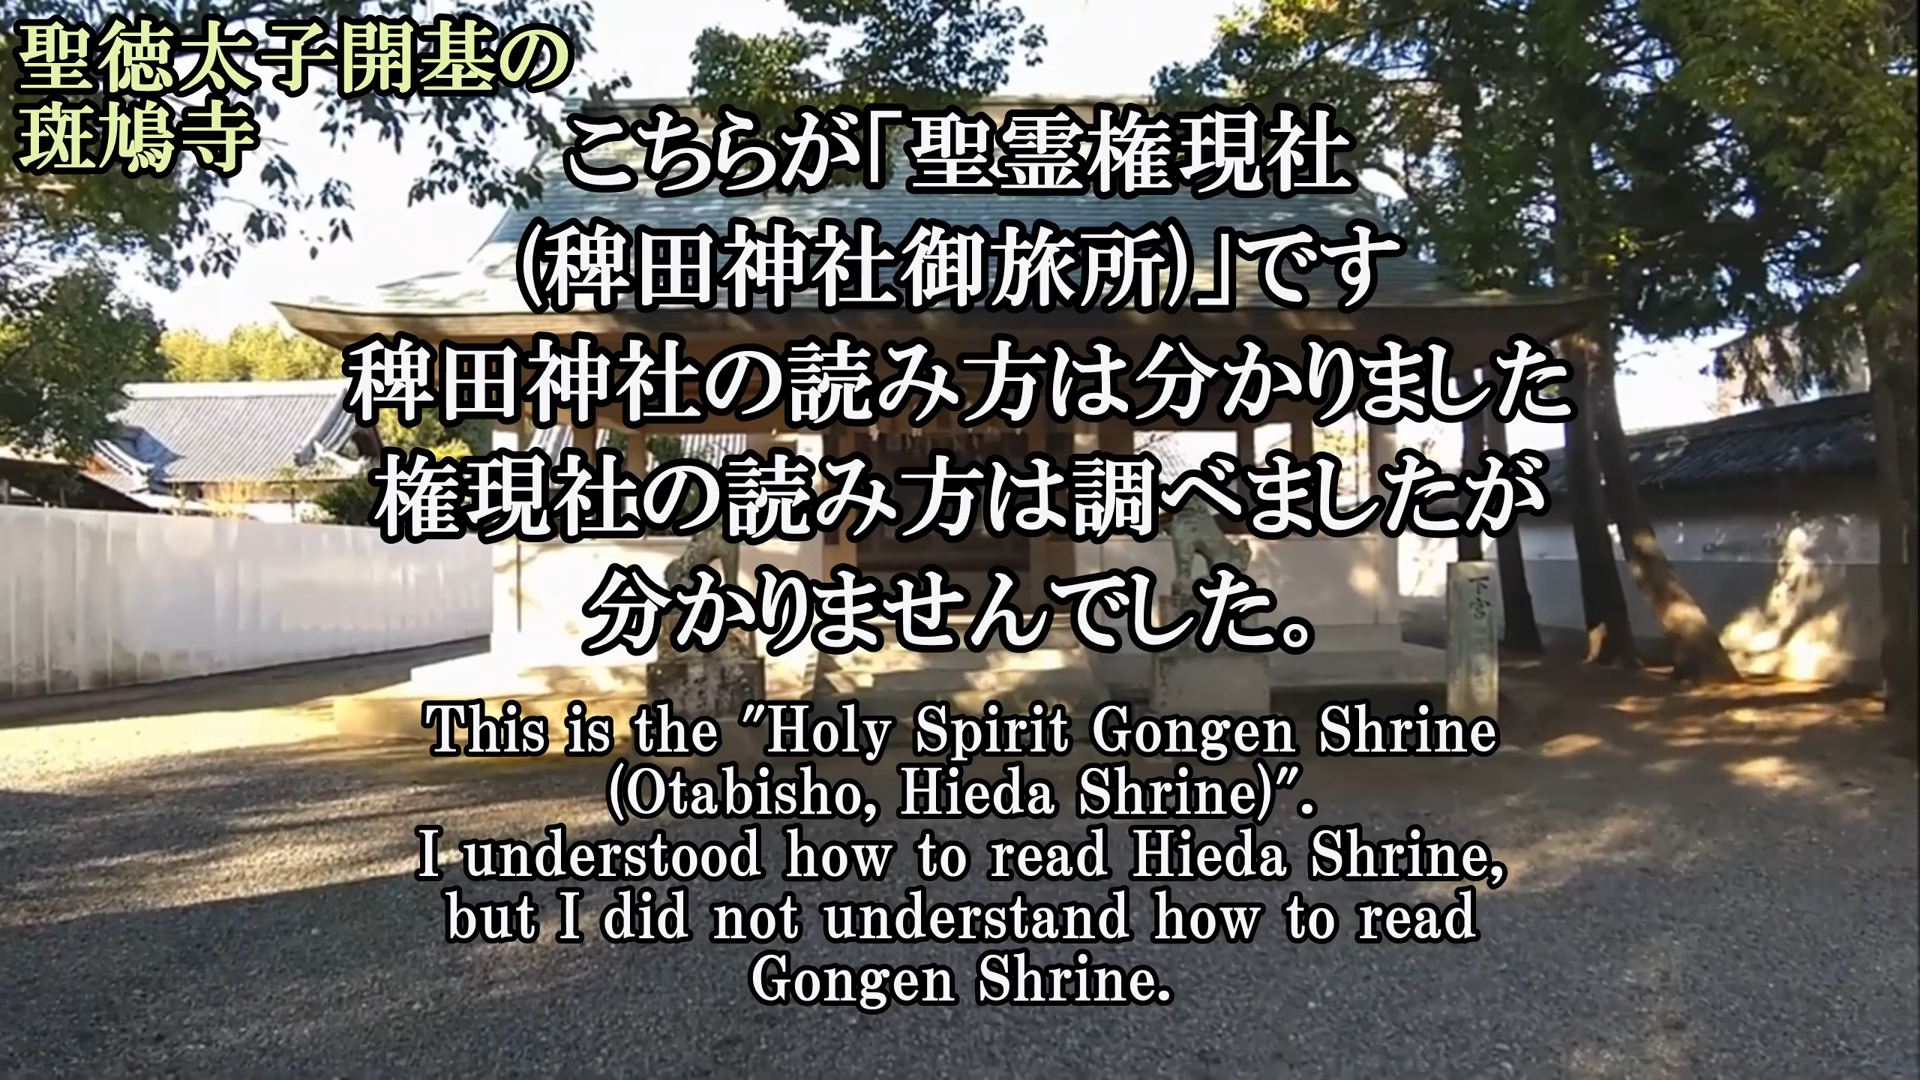 聖徳太子開基の
斑鳩寺
こちらが「聖霊権現社
(稗田神社御旅所)」です
稗田神社の読み方は分かりました
権現社の読み方は調べましたが
分かりませんでした。
This is the "Holy Spirit Gongen Shrine
(Otabisho, Hieda Shrine)".
I understood how to read Hieda Shrine,
but I did not understand how to read
Gongen Shrine.